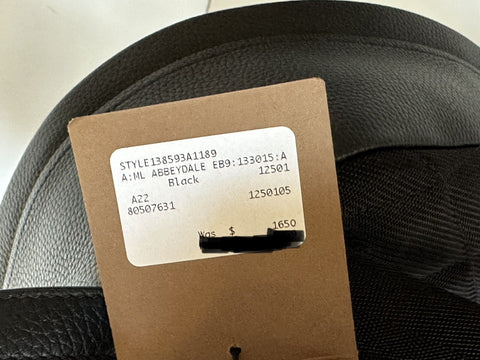 STYLE138593A1189
A:ML ABBEYDALE EB9:133015:A
Black 12501
A22
80507631 1250105
Was $ 1650